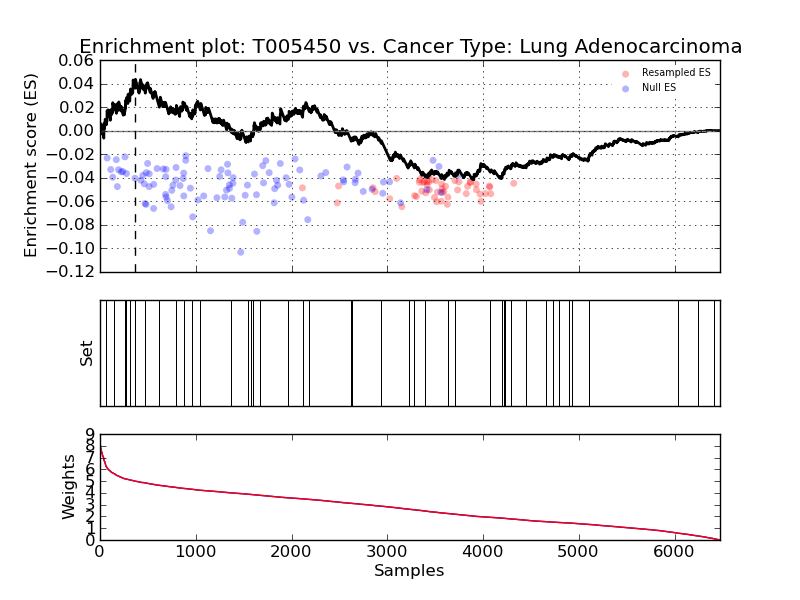 Enrichment plot: T005450 vs. Cancer Type: Lung Adenocarcinoma
0.06
0.04
0.02
0.00
−0.02
−0.04
−0.06
−0.08
−0.10
−0.12
Enrichment score (ES)
Resampled ES
Null ES
Set
9
8
7
6
5
4
3
2
1
0
Weights
0 1000 2000 3000 4000 5000 6000
Samples